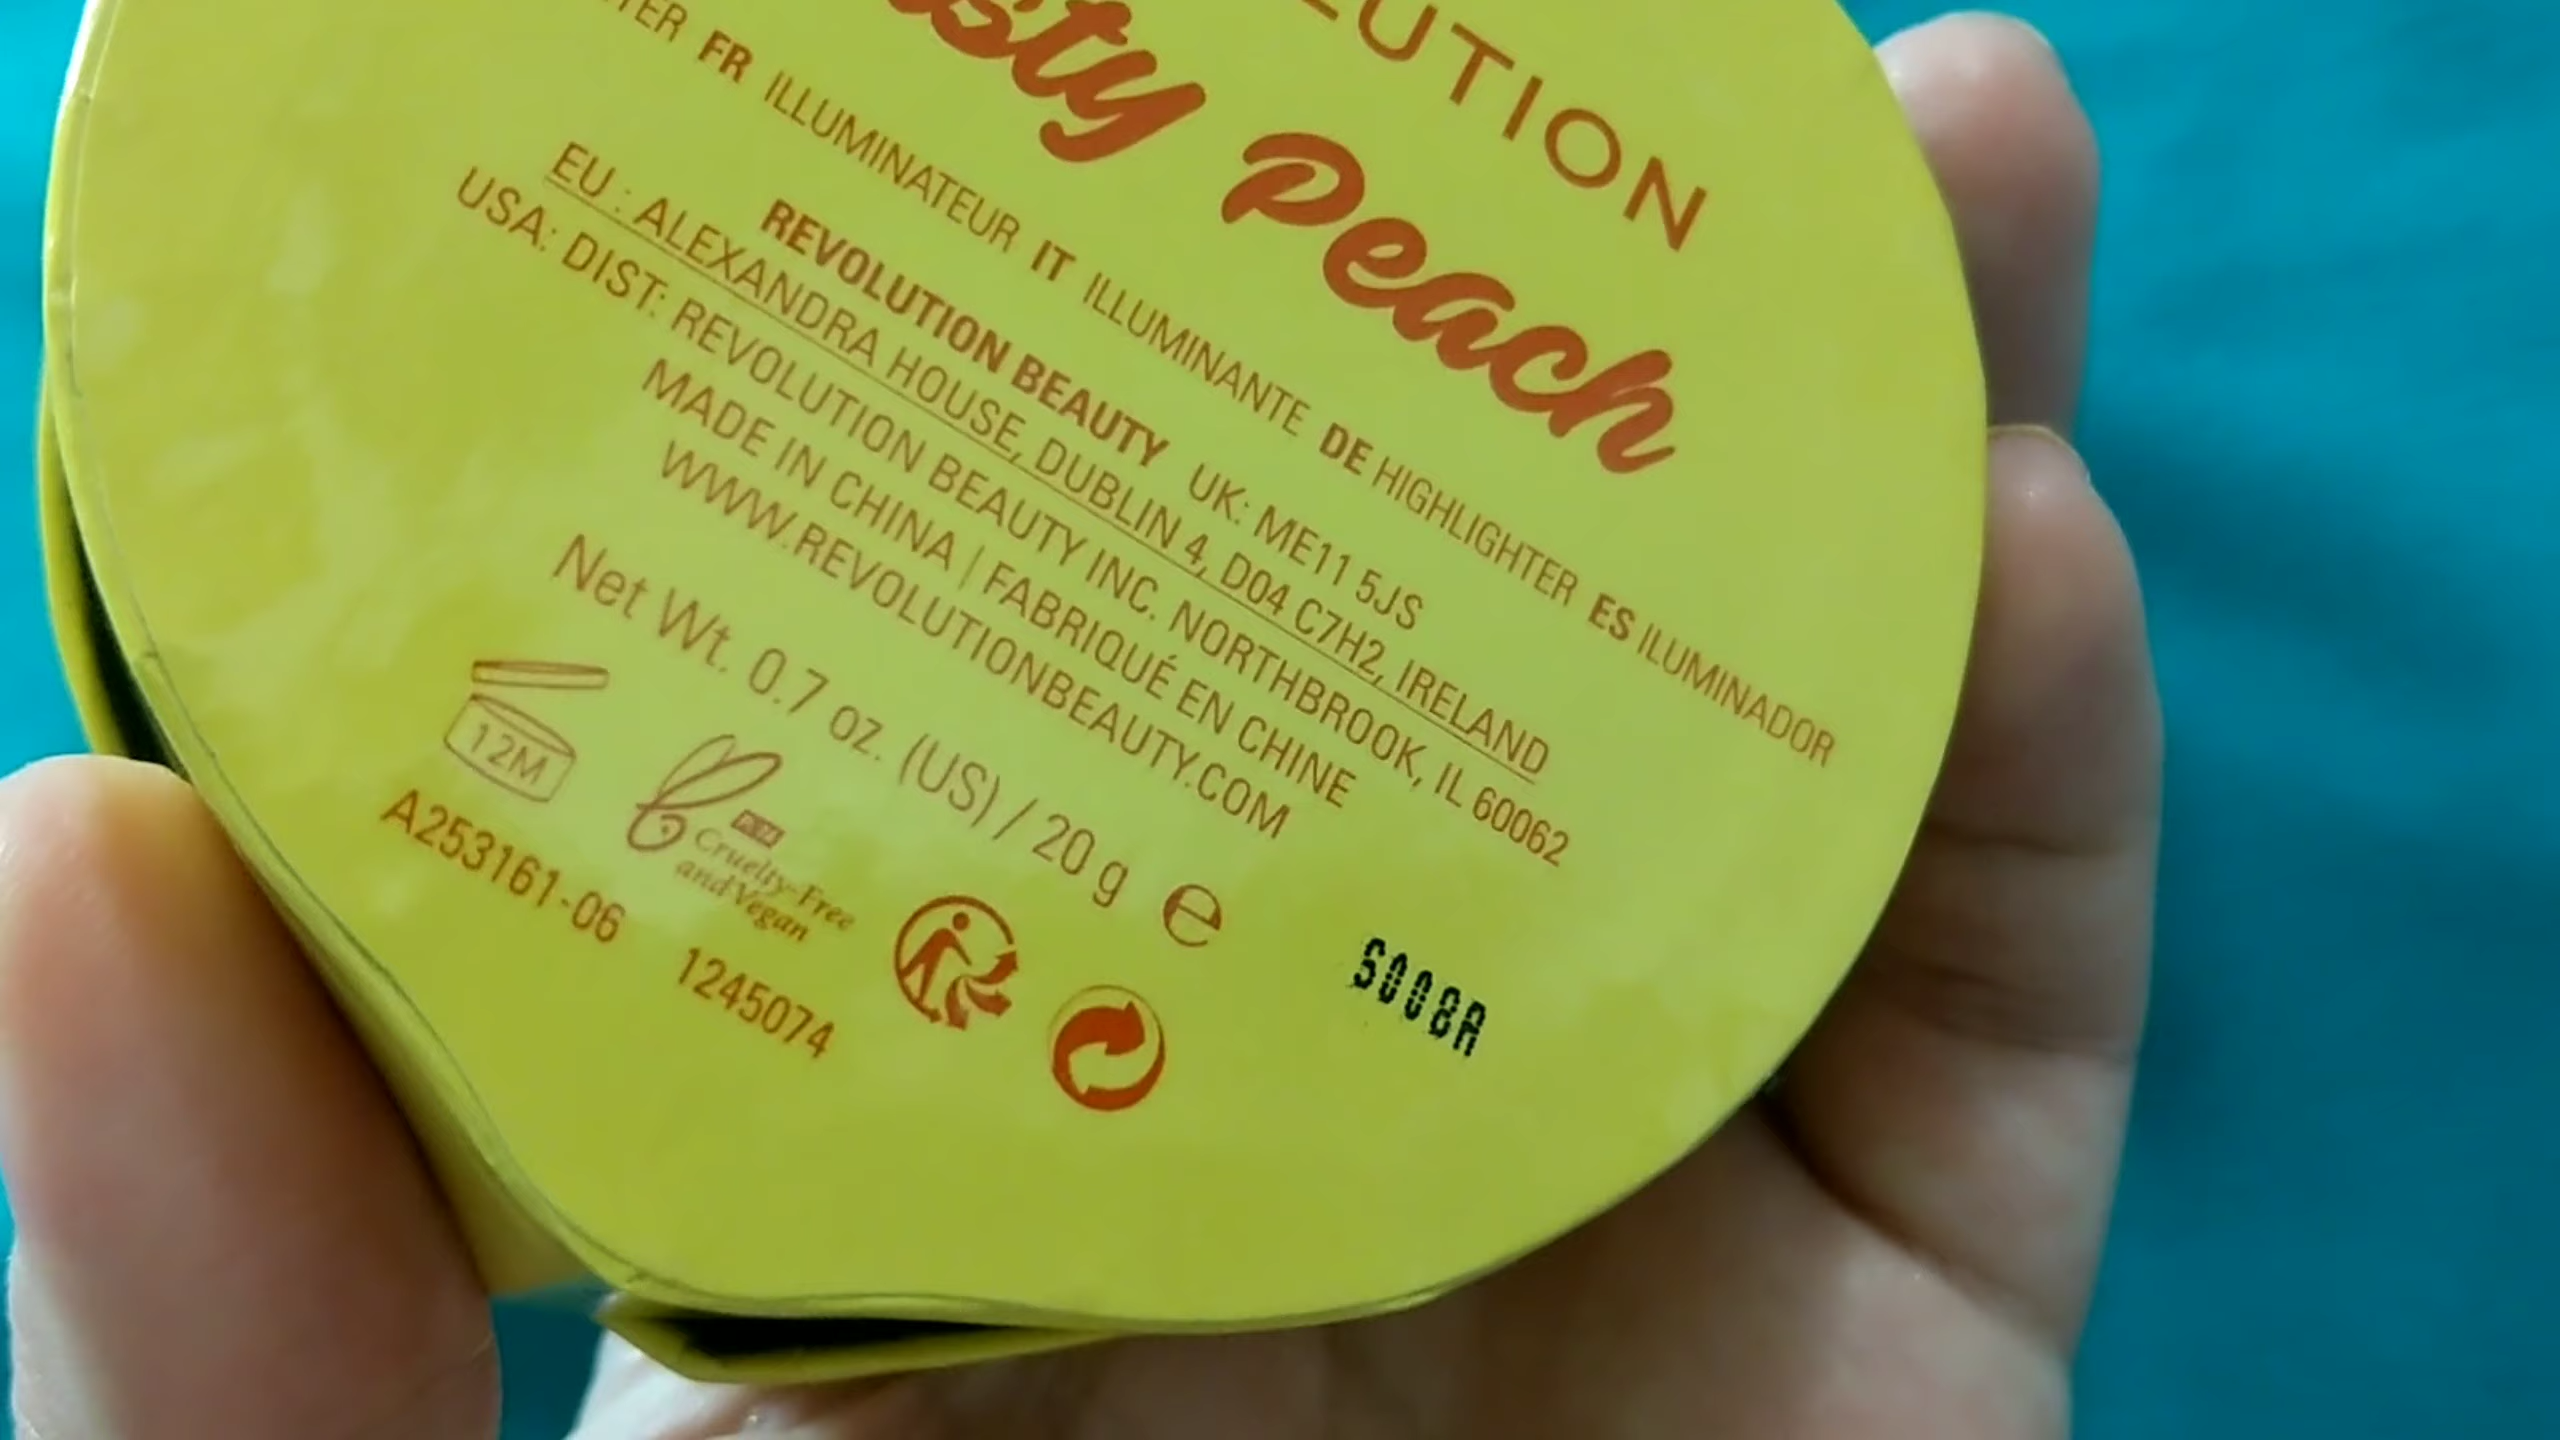 LUTION
sty Peach
TER FR ILLUMINATEUR IT ILLUMINANTE DE HIGHLIGHTER ES ILUMINADOR
REVOLUTION BEAUTY UK: ME11 5JS
EU : ALEXANDRA HOUSE, DUBLIN 4, D04 C7H2, IRELAND
USA: DIST: REVOLUTION BEAUTY INC. NORTHBROOK, IL 60062
MADE IN CHINA | FABRIQUÉ EN CHINE
WWW.REVOLUTIONBEAUTY.COM
Net Wt. 0.7 oz. (US) / 20 g e
12M
PETA
Cruelty-Free
and Vegan
A253161-06 1245074
S008A